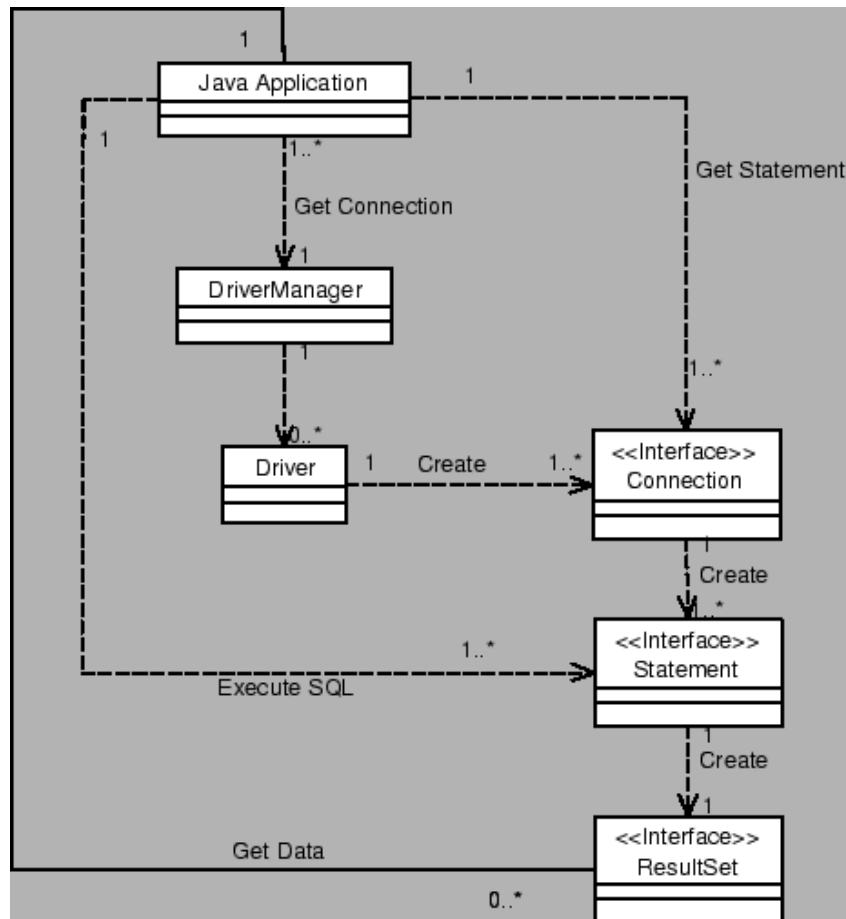 1
Java Application
1
1
1..*
Get Statement
Get Connection
1
DriverManager
1
1..*
0..*
Driver
1
Create
1..*
<<Interface>>
Connection
1
Create
1..*
<<Interface>>
Statement
1..*
Execute SQL
1
Create
1
<<Interface>>
ResultSet
Get Data
0..*